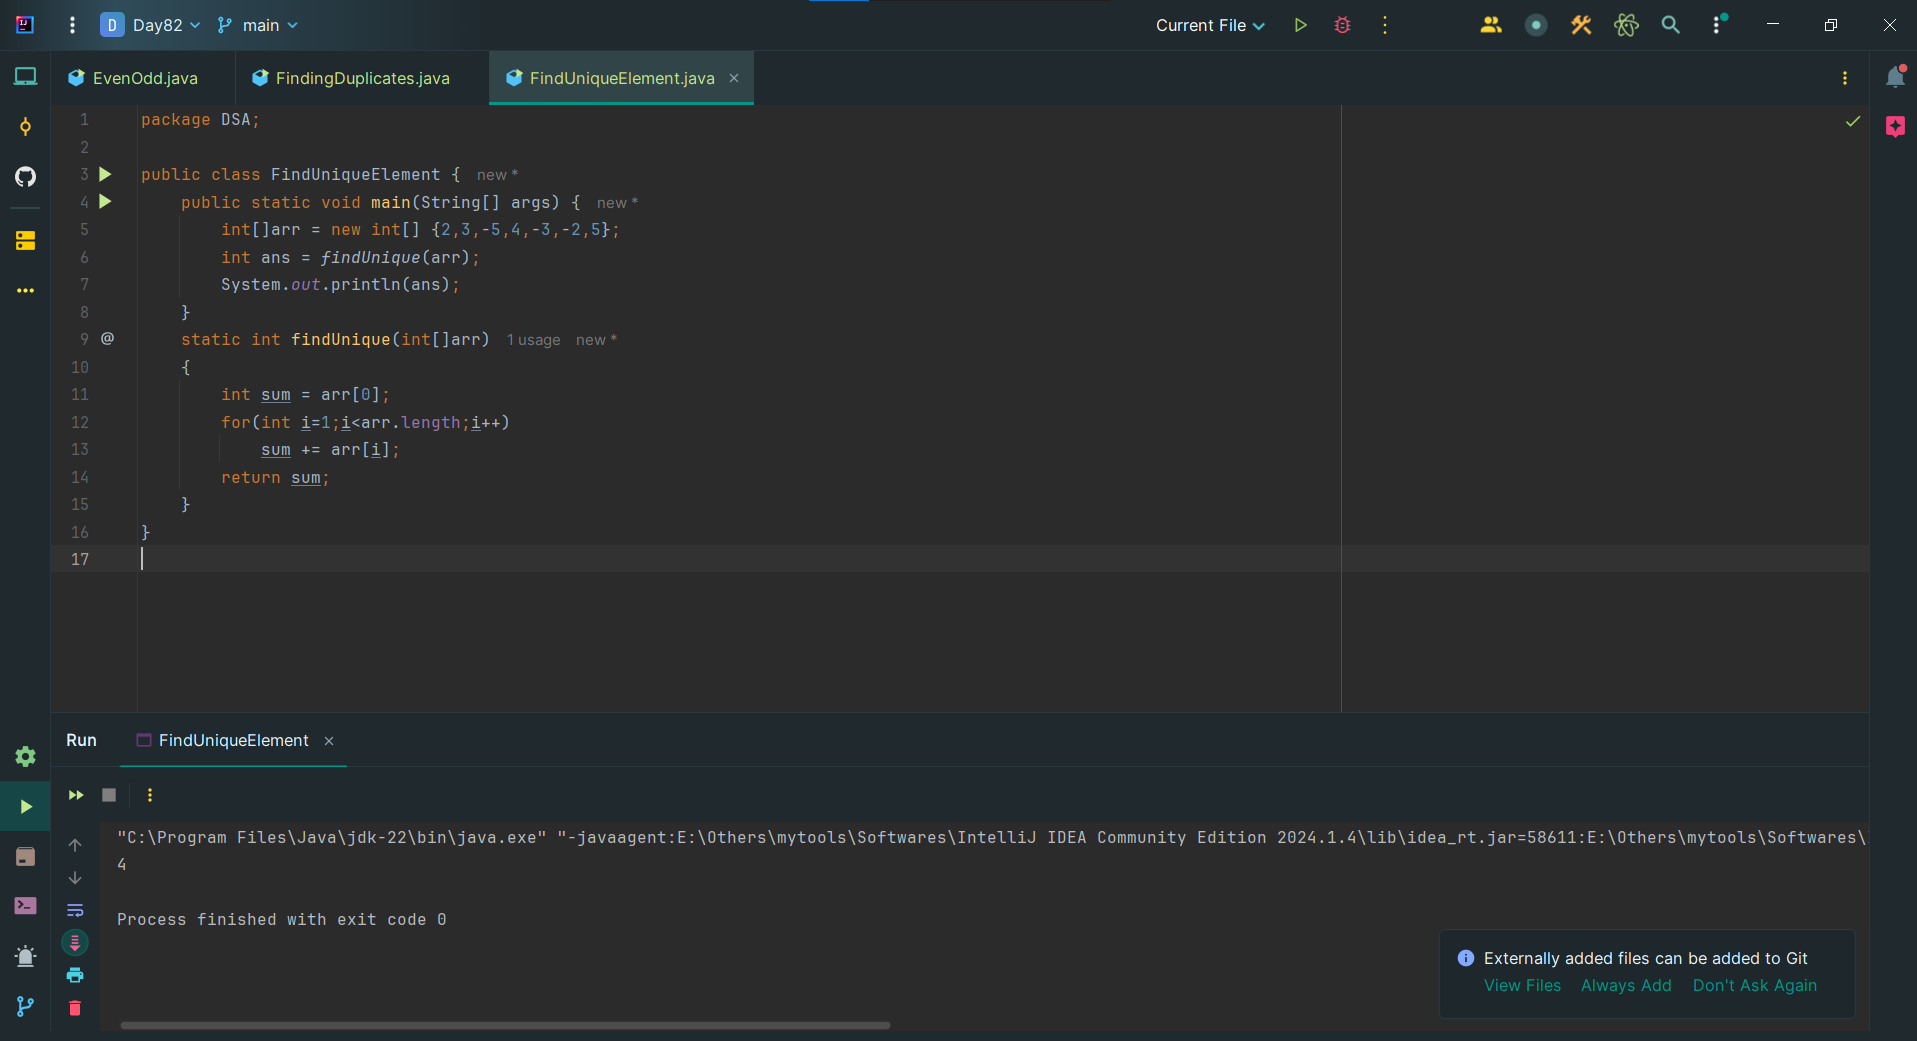 D Day82 main Current File
EvenOdd.java FindingDuplicates.java FindUniqueElement.java
1 package DSA;
2
3 public class FindUniqueElement { new *
4 public static void main(String[] args) { new *
5 int[]arr = new int[] {2,3,-5,4,-3,-2,5};
6 int ans = findUnique(arr);
7 System.out.println(ans);
8 }
9 @ static int findUnique(int[]arr) 1 usage new *
10 {
11 int sum = arr[0];
12 for(int i=1;i<arr.length;i++)
13 sum += arr[i];
14 return sum;
15 }
16 }
17
Run FindUniqueElement
"C:\Program Files\Java\jdk-22\bin\java.exe" "-javaagent:E:\Others\mytools\Softwares\IntelliJ IDEA Community Edition 2024.1.4\lib\idea_rt.jar=58611:E:\Others\mytools\Softwares\
4
Process finished with exit code 0
Externally added files can be added to Git
View Files Always Add Don't Ask Again